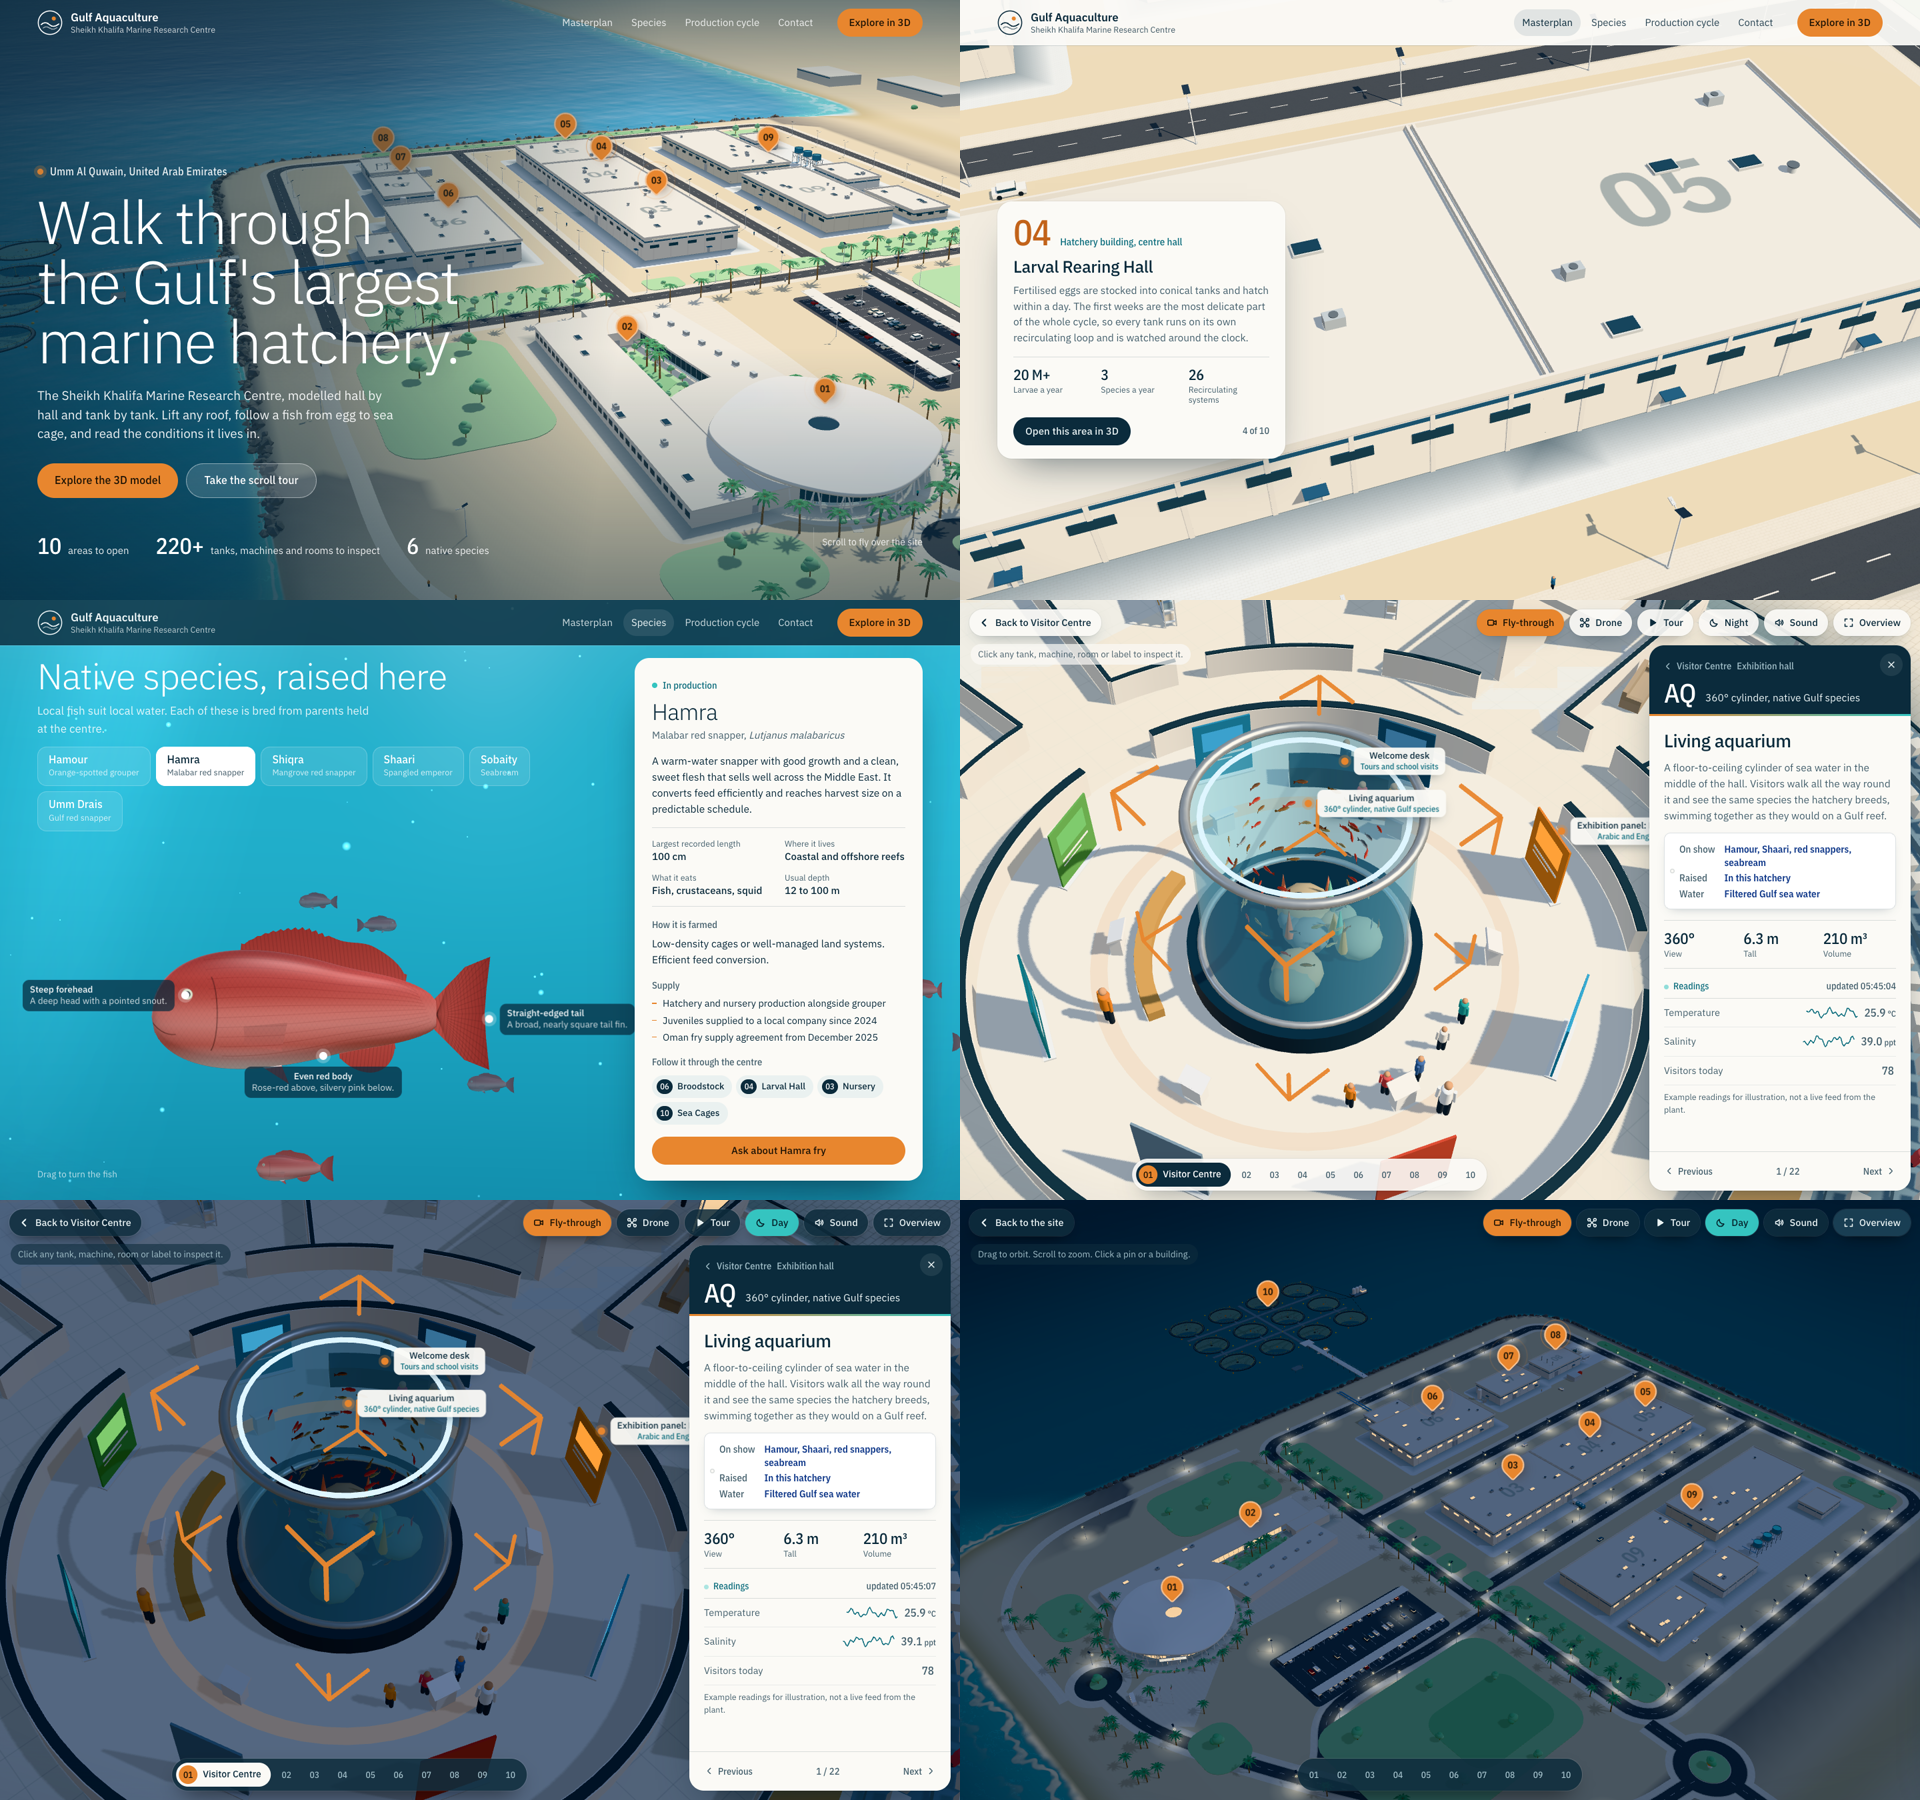 Gulf Aquaculture
Sheikh Khalifa Marine Research Centre
Masterplan
Species
Production cycle
Contact
Explore in 3D
08
07
05
04
09
03
06
02
01
Umm Al Quwain, United Arab Emirates
Walk through
the Gulf's largest
marine hatchery.
The Sheikh Khalifa Marine Research Centre, modelled hall by
hall and tank by tank. Lift any roof, follow a fish from egg to sea
cage, and read the conditions it lives in.
Explore the 3D model
Take the scroll tour
10 areas to open
220+ tanks, machines and rooms to inspect
6 native species
Scroll to fly over the site
Gulf Aquaculture
Sheikh Khalifa Marine Research Centre
Masterplan
Species
Production cycle
Contact
Explore in 3D
05
04 Hatchery building, centre hall
Larval Rearing Hall
Fertilised eggs are stocked into conical tanks and hatch
within a day. The first weeks are the most delicate part
of the whole cycle, so every tank runs on its own
recirculating loop and is watched around the clock.
20 M+
Larvae a year
3
Species a year
26
Recirculating
systems
Open this area in 3D
4 of 10
Gulf Aquaculture
Sheikh Khalifa Marine Research Centre
Masterplan
Species
Production cycle
Contact
Explore in 3D
Native species, raised here
Local fish suit local water. Each of these is bred from parents held
at the centre.
Hamour
Orange-spotted grouper
Hamra
Malabar red snapper
Shiqra
Mangrove red snapper
Shaari
Spangled emperor
Sobaity
Seabream
Umm Drais
Gulf red snapper
Steep forehead
A deep head with a pointed snout.
Straight-edged tail
A broad, nearly square tail fin.
Even red body
Rose-red above, silvery pink below.
Drag to turn the fish
In production
Hamra
Malabar red snapper, Lutjanus malabaricus
A warm-water snapper with good growth and a clean,
sweet flesh that sells well across the Middle East. It
converts feed efficiently and reaches harvest size on a
predictable schedule.
Largest recorded length
100 cm
Where it lives
Coastal and offshore reefs
What it eats
Fish, crustaceans, squid
Usual depth
12 to 100 m
How it is farmed
Low-density cages or well-managed land systems.
Efficient feed conversion.
Supply
– Hatchery and nursery production alongside grouper
– Juveniles supplied to a local company since 2024
– Oman fry supply agreement from December 2025
Follow it through the centre
06 Broodstock
04 Larval Hall
03 Nursery
10 Sea Cages
Ask about Hamra fry
Back to Visitor Centre
Fly-through
Drone
Tour
Night
Sound
Overview
Click any tank, machine, room or label to inspect it.
Welcome desk
Tours and school visits
Living aquarium
360° cylinder, native Gulf species
Exhibition panel:
Arabic and Eng
Visitor Centre Exhibition hall
AQ 360° cylinder, native Gulf species
Living aquarium
A floor-to-ceiling cylinder of sea water in the
middle of the hall. Visitors walk all the way round
it and see the same species the hatchery breeds,
swimming together as they would on a Gulf reef.
On show Hamour, Shaari, red snappers,
seabream
Raised In this hatchery
Water Filtered Gulf sea water
360°
View
6.3 m
Tall
210 m³
Volume
Readings
updated 05:45:04
Temperature 25.9 °C
Salinity 39.0 ppt
Visitors today 78
Example readings for illustration, not a live feed from the
plant.
Previous
1 / 22
Next
01 Visitor Centre 02 03 04 05 06 07 08 09 10
Back to Visitor Centre
Fly-through
Drone
Tour
Day
Sound
Overview
Click any tank, machine, room or label to inspect it.
Welcome desk
Tours and school visits
Living aquarium
360° cylinder, native Gulf species
Exhibition panel:
Arabic and Eng
Visitor Centre Exhibition hall
AQ 360° cylinder, native Gulf species
Living aquarium
A floor-to-ceiling cylinder of sea water in the
middle of the hall. Visitors walk all the way round
it and see the same species the hatchery breeds,
swimming together as they would on a Gulf reef.
On show Hamour, Shaari, red snappers,
seabream
Raised In this hatchery
Water Filtered Gulf sea water
360°
View
6.3 m
Tall
210 m³
Volume
Readings
updated 05:45:07
Temperature 25.9 °C
Salinity 39.1 ppt
Visitors today 78
Example readings for illustration, not a live feed from the
plant.
Previous
1 / 22
Next
01 Visitor Centre 02 03 04 05 06 07 08 09 10
Back to the site
Fly-through
Drone
Tour
Day
Sound
Overview
Drag to orbit. Scroll to zoom. Click a pin or a building.
10
08
07
06
05
04
03
09
02
01
01 02 03 04 05 06 07 08 09 10